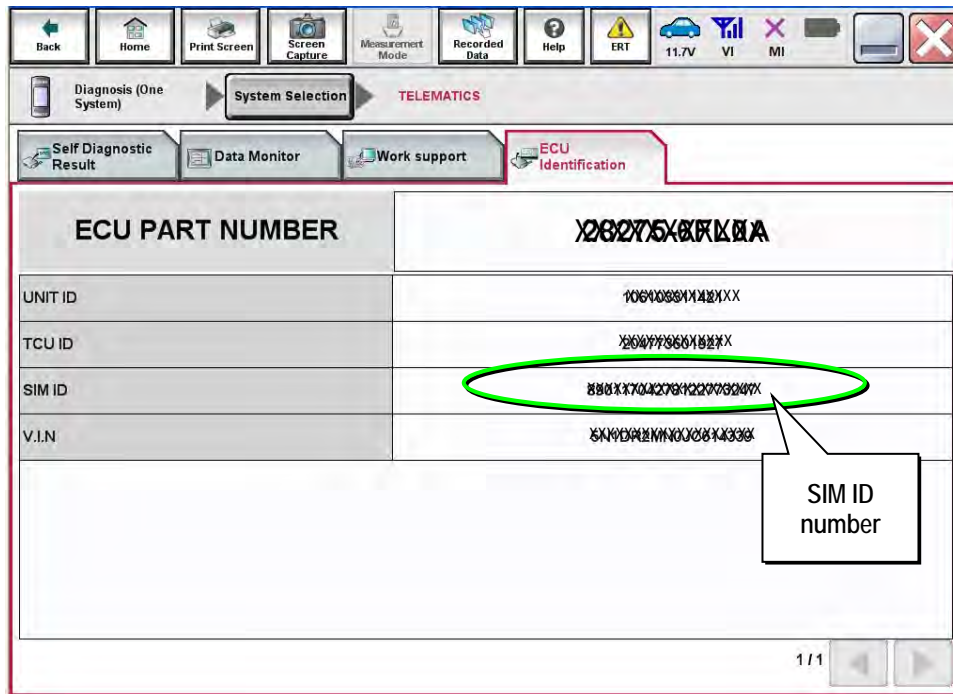 Back
Home
Print Screen
Screen Capture
Measurement Mode
Recorded Data
Help
ERT
11.7V
VI
MI
Diagnosis (One System)
System Selection
TELEMATICS
Self Diagnostic Result
Data Monitor
Work support
ECU Identification
ECU PART NUMBER
UNIT ID
TCU ID
SIM ID
V.I.N
SIM ID
number
1/1